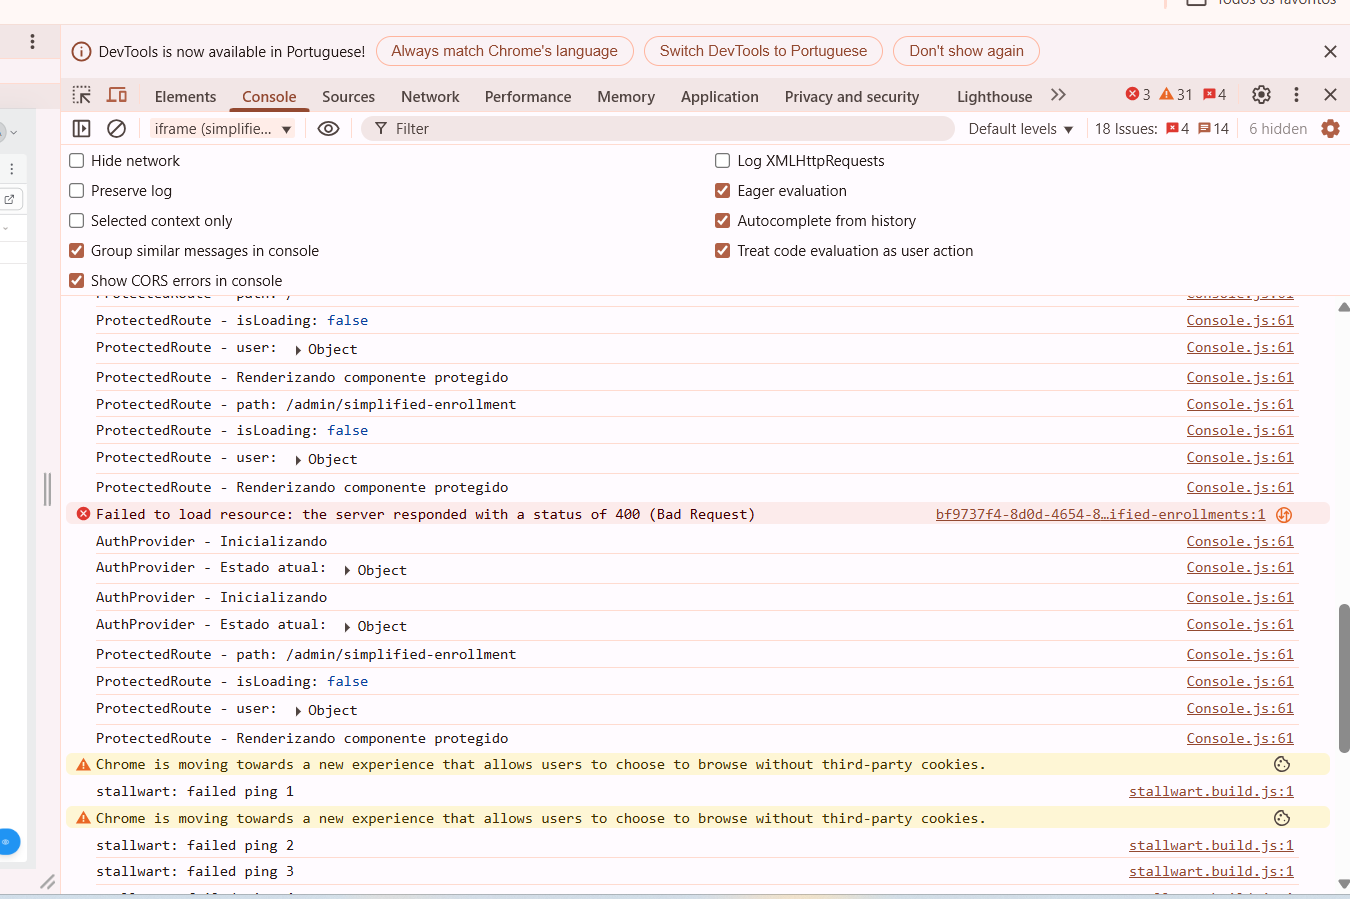 Todos os favoritos
DevTools is now available in Portuguese! Always match Chrome's language Switch DevTools to Portuguese Don't show again
Elements Console Sources Network Performance Memory Application Privacy and security Lighthouse 3 31 4
iframe (simplifie... Filter Default levels 18 Issues: 4 14 6 hidden
Hide network Log XMLHttpRequests
Preserve log Eager evaluation
Selected context only Autocomplete from history
Group similar messages in console Treat code evaluation as user action
Show CORS errors in console
ProtectedRoute - path: / Console.js:61
ProtectedRoute - isLoading: false Console.js:61
ProtectedRoute - user: Object Console.js:61
ProtectedRoute - Renderizando componente protegido Console.js:61
ProtectedRoute - path: /admin/simplified-enrollment Console.js:61
ProtectedRoute - isLoading: false Console.js:61
ProtectedRoute - user: Object Console.js:61
ProtectedRoute - Renderizando componente protegido Console.js:61
Failed to load resource: the server responded with a status of 400 (Bad Request) bf9737f4-8d0d-4654-8…ified-enrollments:1
AuthProvider - Inicializando Console.js:61
AuthProvider - Estado atual: Object Console.js:61
AuthProvider - Inicializando Console.js:61
AuthProvider - Estado atual: Object Console.js:61
ProtectedRoute - path: /admin/simplified-enrollment Console.js:61
ProtectedRoute - isLoading: false Console.js:61
ProtectedRoute - user: Object Console.js:61
ProtectedRoute - Renderizando componente protegido Console.js:61
Chrome is moving towards a new experience that allows users to choose to browse without third-party cookies.
stallwart: failed ping 1 stallwart.build.js:1
Chrome is moving towards a new experience that allows users to choose to browse without third-party cookies.
stallwart: failed ping 2 stallwart.build.js:1
stallwart: failed ping 3 stallwart.build.js:1